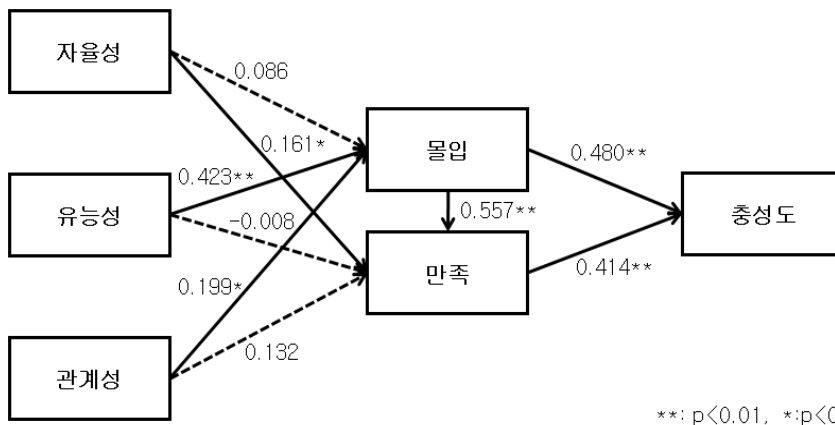 자율성
0.086
몰입
0.161*
0.480**
0.423**
유능성
충성도
-0.008
0.557**
만족
0.414**
0.199*
0.132
관계성
**: p<0.01, *:p<0